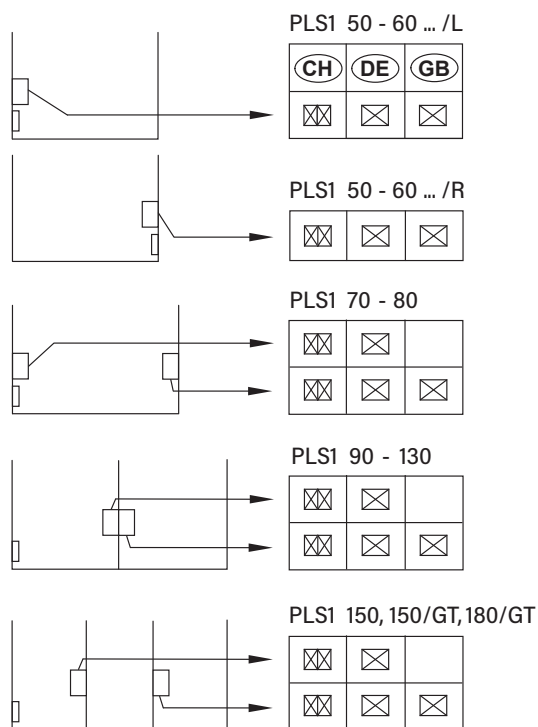 PLS1 50 - 60 ... /L
CH DE GB
PLS1 50 - 60 ... /R
PLS1 70 - 80
PLS1 90 - 130
PLS1 150, 150/GT, 180/GT